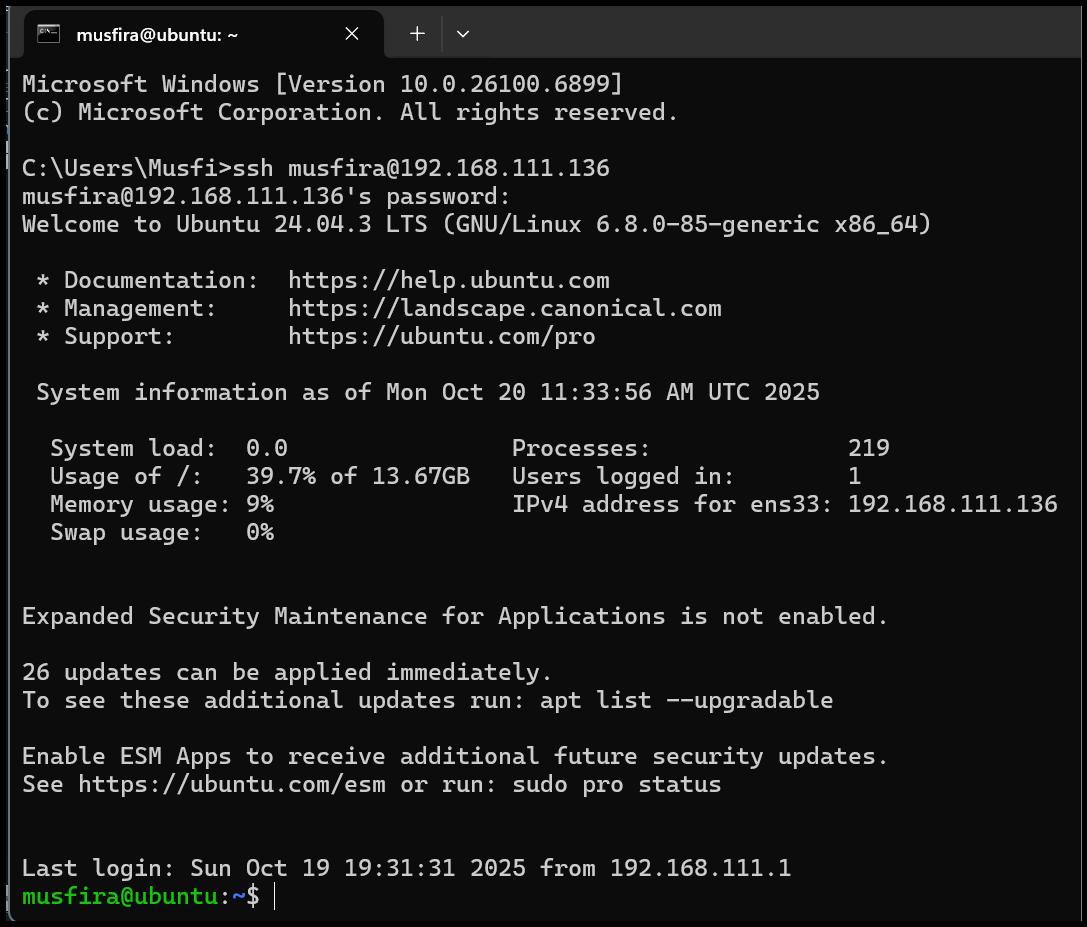 musfira@ubuntu: ~
Microsoft Windows [Version 10.0.26100.6899]
(c) Microsoft Corporation. All rights reserved.
C:\Users\Musfi>ssh musfira@192.168.111.136
musfira@192.168.111.136's password:
Welcome to Ubuntu 24.04.3 LTS (GNU/Linux 6.8.0-85-generic x86_64)
* Documentation:  https://help.ubuntu.com
* Management:     https://landscape.canonical.com
* Support:        https://ubuntu.com/pro
System information as of Mon Oct 20 11:33:56 AM UTC 2025
System load:  0.0                Processes:              219
Usage of /:   39.7% of 13.67GB   Users logged in:        1
Memory usage: 9%                 IPv4 address for ens33: 192.168.111.136
Swap usage:   0%
Expanded Security Maintenance for Applications is not enabled.
26 updates can be applied immediately.
To see these additional updates run: apt list --upgradable
Enable ESM Apps to receive additional future security updates.
See https://ubuntu.com/esm or run: sudo pro status
Last login: Sun Oct 19 19:31:31 2025 from 192.168.111.1
musfira@ubuntu:~$